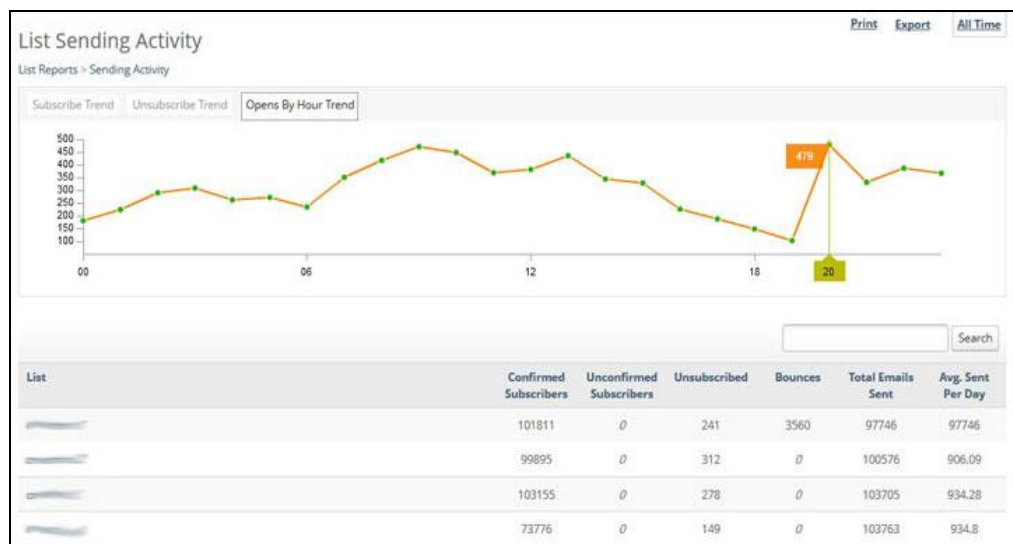 Print Export All Time
List Sending Activity
List Reports > Sending Activity
Subscribe Trend Unsubscribe Trend Opens By Hour Trend
500
450
400
350
300
250
200
150
100
479
00 06 12 18 20
Search
List Confirmed Subscribers Unconfirmed Subscribers Unsubscribed Bounces Total Emails Sent Avg. Sent Per Day
101811 0 241 3560 97746 97746
99895 0 312 0 100576 906.09
103155 0 278 0 103705 934.28
73776 0 149 0 103763 934.8